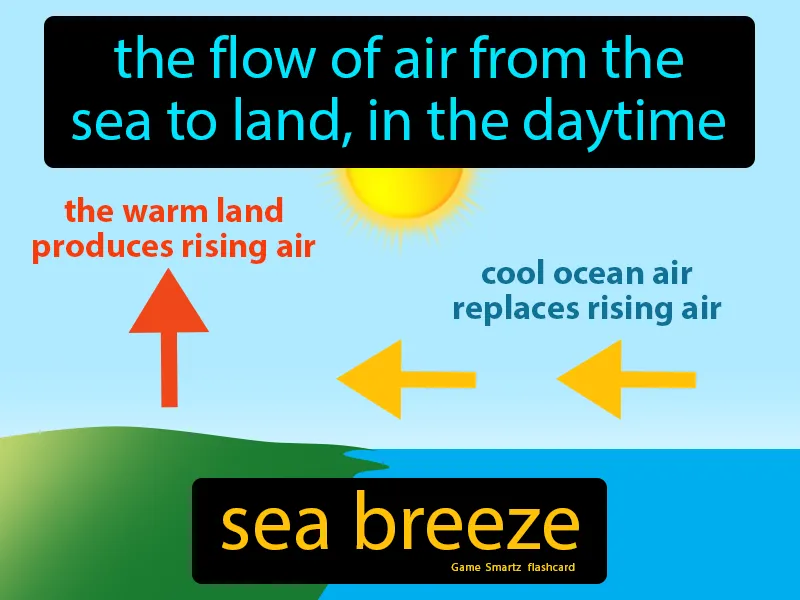 the flow of air from the
sea to land, in the daytime
the warm land
produces rising air
cool ocean air
replaces rising air
sea breeze
Game Smartz flashcard